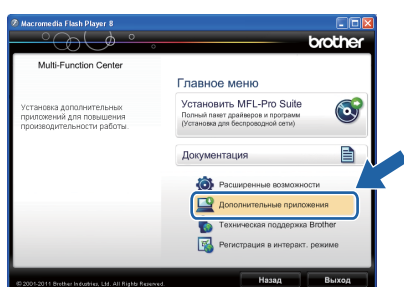 Macromedia Flash Player 8
brother
Multi-Function Center
Главное меню
Установка дополнительных
приложений для повышения
производительности работы.
Установить MFL-Pro Suite
Полный пакет драйверов и программ
(Установка для беспроводной сети)
Документация
Расширенные возможности
Дополнительные приложения
Техническая поддержка Brother
Регистрация в интеракт. режиме
© 2001-2011 Brother Industries, Ltd. All Rights Reserved.
Назад
Выход